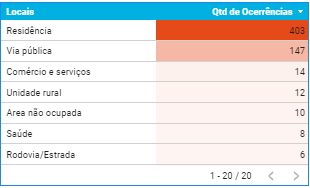 Locais Qtd de Ocerrências
Residência 403
Via pública 147
Comércio e serviços 14
Unidade rural 12
Area não ocupada 10
Saúde 8
Rodovia/Estrada 6
1 - 20 / 20